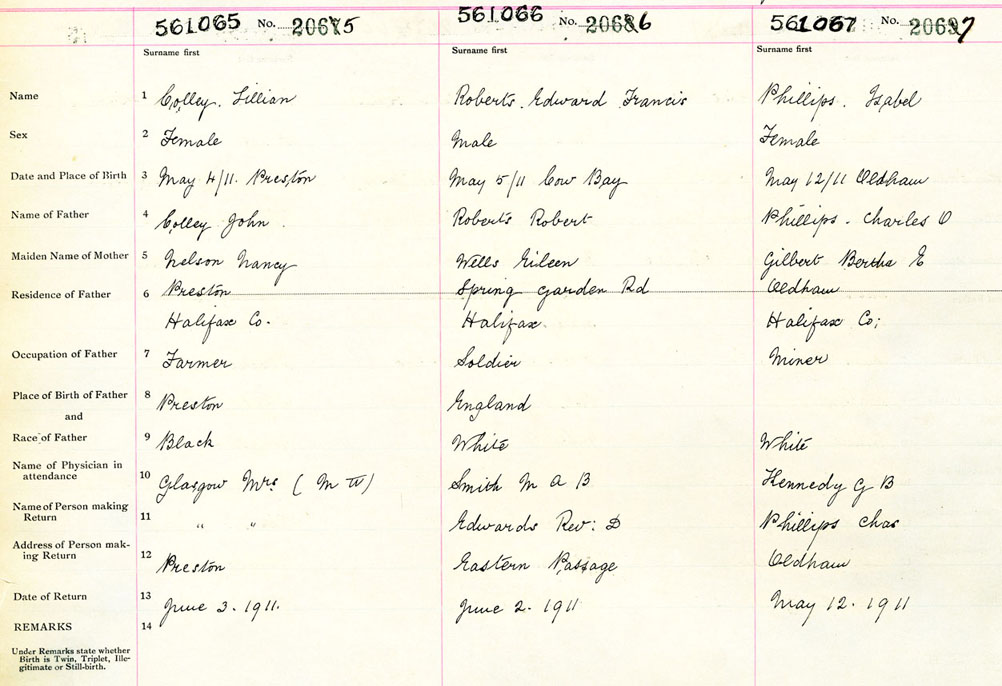 561065 No. 20685 561066 No. 20686 561067 No. 20687
Surname first Surname first Surname first
Name 1 Colley. Lillian Roberts. Edward Francis Phillips. Isabel
Sex 2 Female Male Female
Date and Place of Birth 3 May 4/11. Preston May 5/11 Cow Bay May 12/11 Oldham
Name of Father 4 Colley John Roberts Robert Phillips. Charles O
Maiden Name of Mother 5 Nelson Nancy Wells Eileen Gilbert Bertha E
Residence of Father 6 Preston Spring Garden Rd Oldham
Halifax Co. Halifax. Halifax Co;
Occupation of Father 7 Farmer Soldier Miner
Place of Birth of Father 8 Preston England
and
Race of Father 9 Black White White
Name of Physician in
attendance 10 Glasgow Mrs (M W) Smith M A B Kennedy G B
Name of Person making
Return 11 " " Edwards Rev: D Phillips Chas
Address of Person mak-
ing Return 12 Preston Eastern Passage Oldham
Date of Return 13 June 3. 1911. June 2. 1911 May 12. 1911
REMARKS 14
Under Remarks state whether
Birth is Twin, Triplet, Ille-
gitimate or Still-birth.